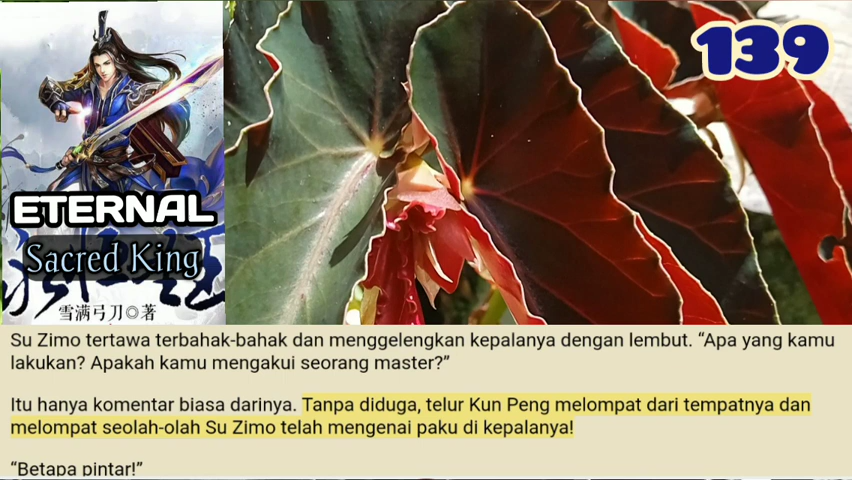 139
ETERNAL
Sacred King
雪满弓刀◎著
Su Zimo tertawa terbahak-bahak dan menggelengkan kepalanya dengan lembut. “Apa yang kamu
lakukan? Apakah kamu mengakui seorang master?”
Itu hanya komentar biasa darinya. Tanpa diduga, telur Kun Peng melompat dari tempatnya dan
melompat seolah-olah Su Zimo telah mengenai paku di kepalanya!
“Betapa pintar!”